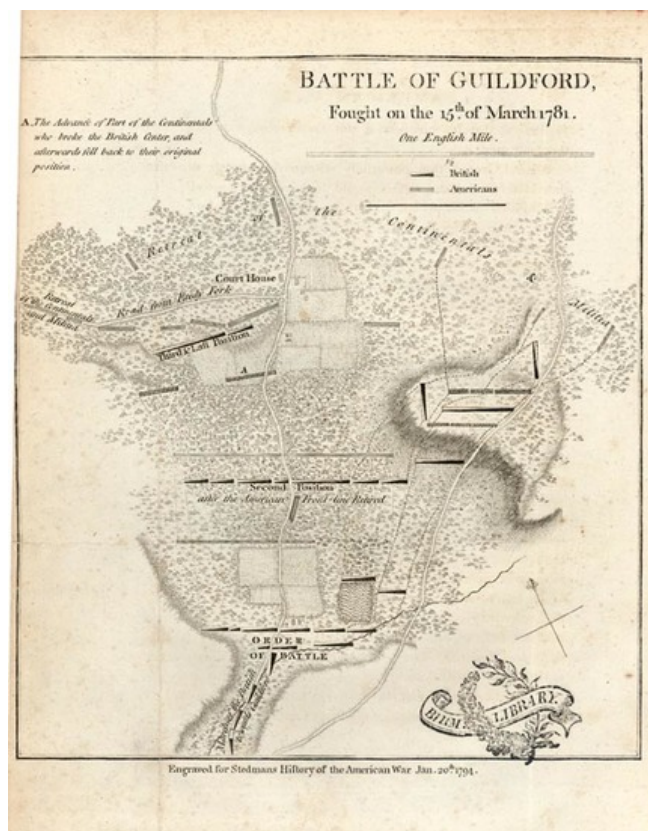 BATTLE OF GUILDFORD,
Fought on the 15th. of March 1781.
One English Mile.
British
Americans
A. The Advance of Part of the Continentals
who broke the British Center, and
afterwards fell back to their original
position.
Retreat of the Continentals & Militia
Court House
Road from Reedy Fork
Retreat
of the Continentals
and Militia
Third & Last Position
A
Second Position
after the American Front-line Retired
ORDER
OF BATTLE
BIRM LIBRARY
Engraved for Stedmans History of the American War Jan. 20th. 1794.